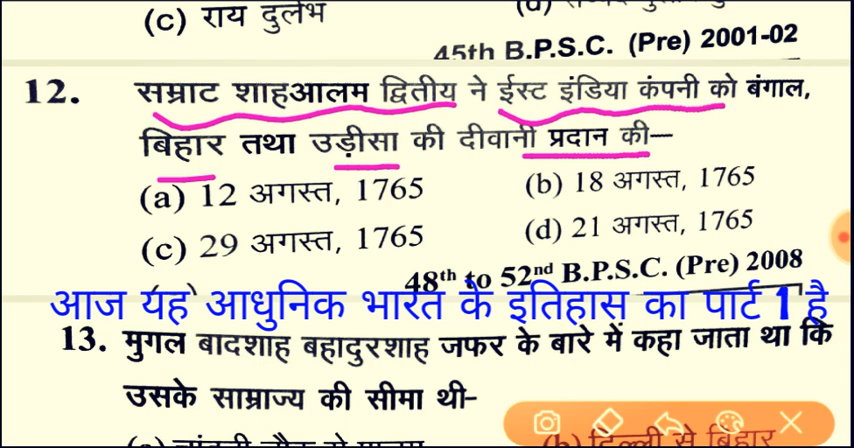 (c) राय दुर्लभ
45th B.P.S.C. (Pre) 2001-02
12. सम्राट शाहआलम द्वितीय ने ईस्ट इंडिया कंपनी को बंगाल,
बिहार तथा उड़ीसा की दीवानी प्रदान की—
(a) 12 अगस्त, 1765 (b) 18 अगस्त, 1765
(c) 29 अगस्त, 1765 (d) 21 अगस्त, 1765
48th to 52nd B.P.S.C. (Pre) 2008
आज यह आधुनिक भारत के इतिहास का पार्ट 1 है
13. मुगल बादशाह बहादुरशाह जफर के बारे में कहा जाता था कि
उसके साम्राज्य की सीमा थी-
(b) दिल्ली से बिहार